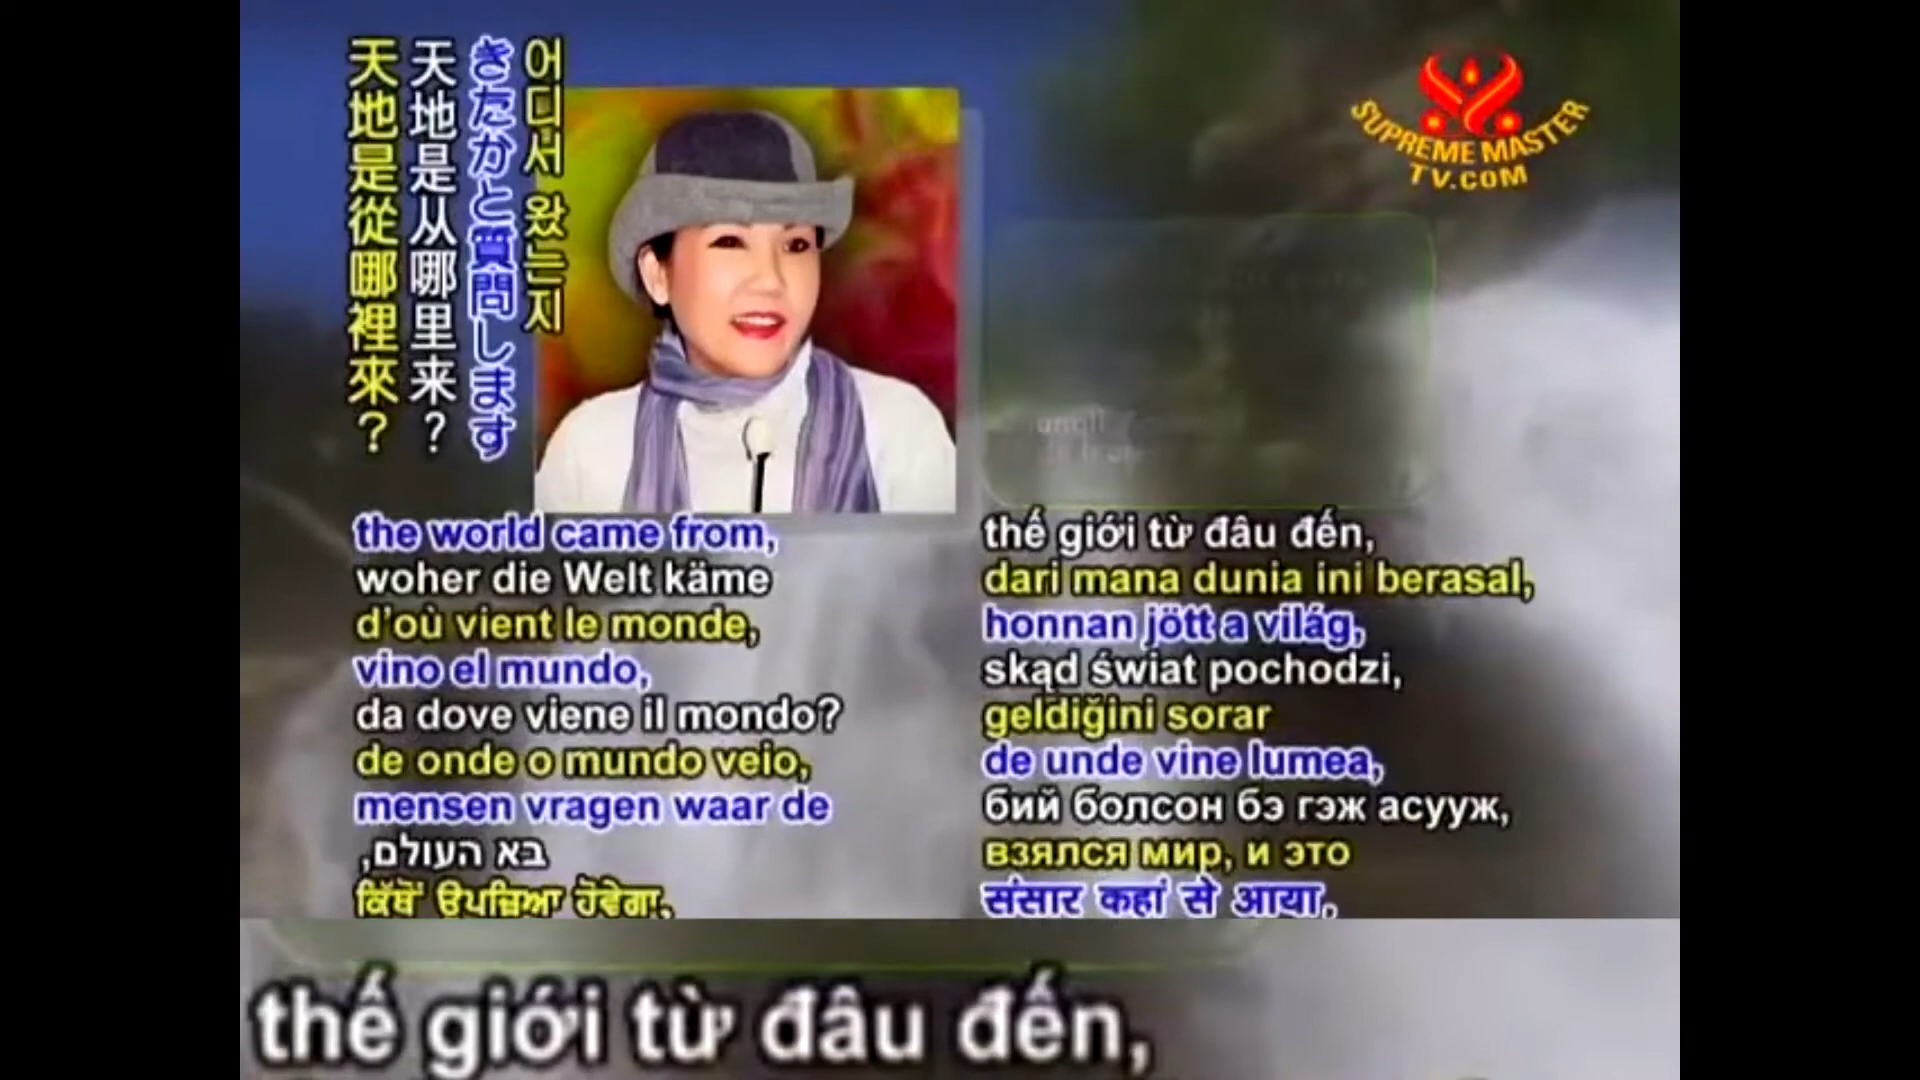 어디서 왔는지
きたかと質問します
天地是从哪里来？
天地是從哪裡來？
SUPREME MASTER
TV.COM
the world came from,
woher die Welt käme
d'où vient le monde,
vino el mundo,
da dove viene il mondo?
de onde o mundo veio,
mensen vragen waar de
בא העולם,
ਕਿੱਥੋਂ ਉਪਜਿਆ ਹੋਵੇਗਾ,
thế giới từ đâu đến,
dari mana dunia ini berasal,
honnan jött a világ,
skąd świat pochodzi,
geldiğini sorar
de unde vine lumea,
бий болсон бэ гэж асууж,
взялся мир, и это
संसार कहां से आया,
thế giới từ đâu đến,